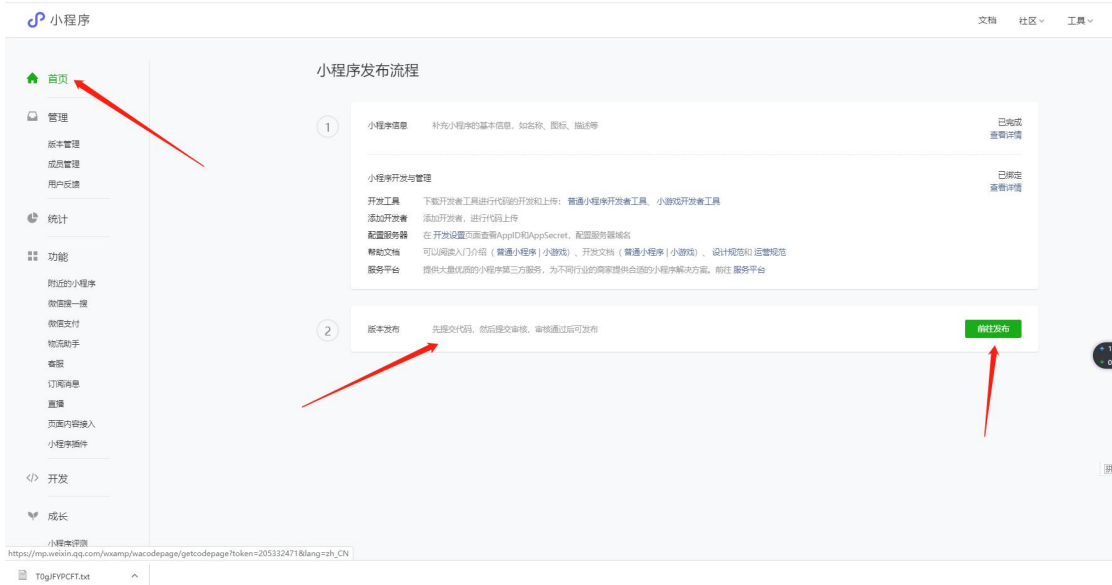 小程序
文档 社区 工具
首页
管理
版本管理
成员管理
用户反馈
统计
功能
附近的小程序
微信搜一搜
微信支付
物流助手
客服
订阅消息
直播
页面内容接入
小程序插件
</> 开发
成长
小程序评测
小程序发布流程
1
小程序信息 补充小程序的基本信息，如名称、图标、描述等 已完成
查看详情
小程序开发与管理 已绑定
查看详情
开发工具 下载开发者工具进行代码的开发和上传： 普通小程序开发者工具、 小游戏开发者工具
添加开发者 添加开发者，进行代码上传
配置服务器 在 开发设置页面查看AppID和AppSecret，配置服务器域名
帮助文档 可以阅读入门介绍（ 普通小程序 | 小游戏）、开发文档（ 普通小程序 | 小游戏）、 设计规范和 运营规范
服务平台 提供大量优质的小程序第三方服务，为不同行业的商家提供合适的小程序解决方案。前往 服务平台
2
版本发布 先提交代码，然后提交审核，审核通过后可发布 前往发布
https://mp.weixin.qq.com/wxamp/wacodepage/getcodepage?token=205332471&lang=zh_CN
T0gJFYPCFT.txt